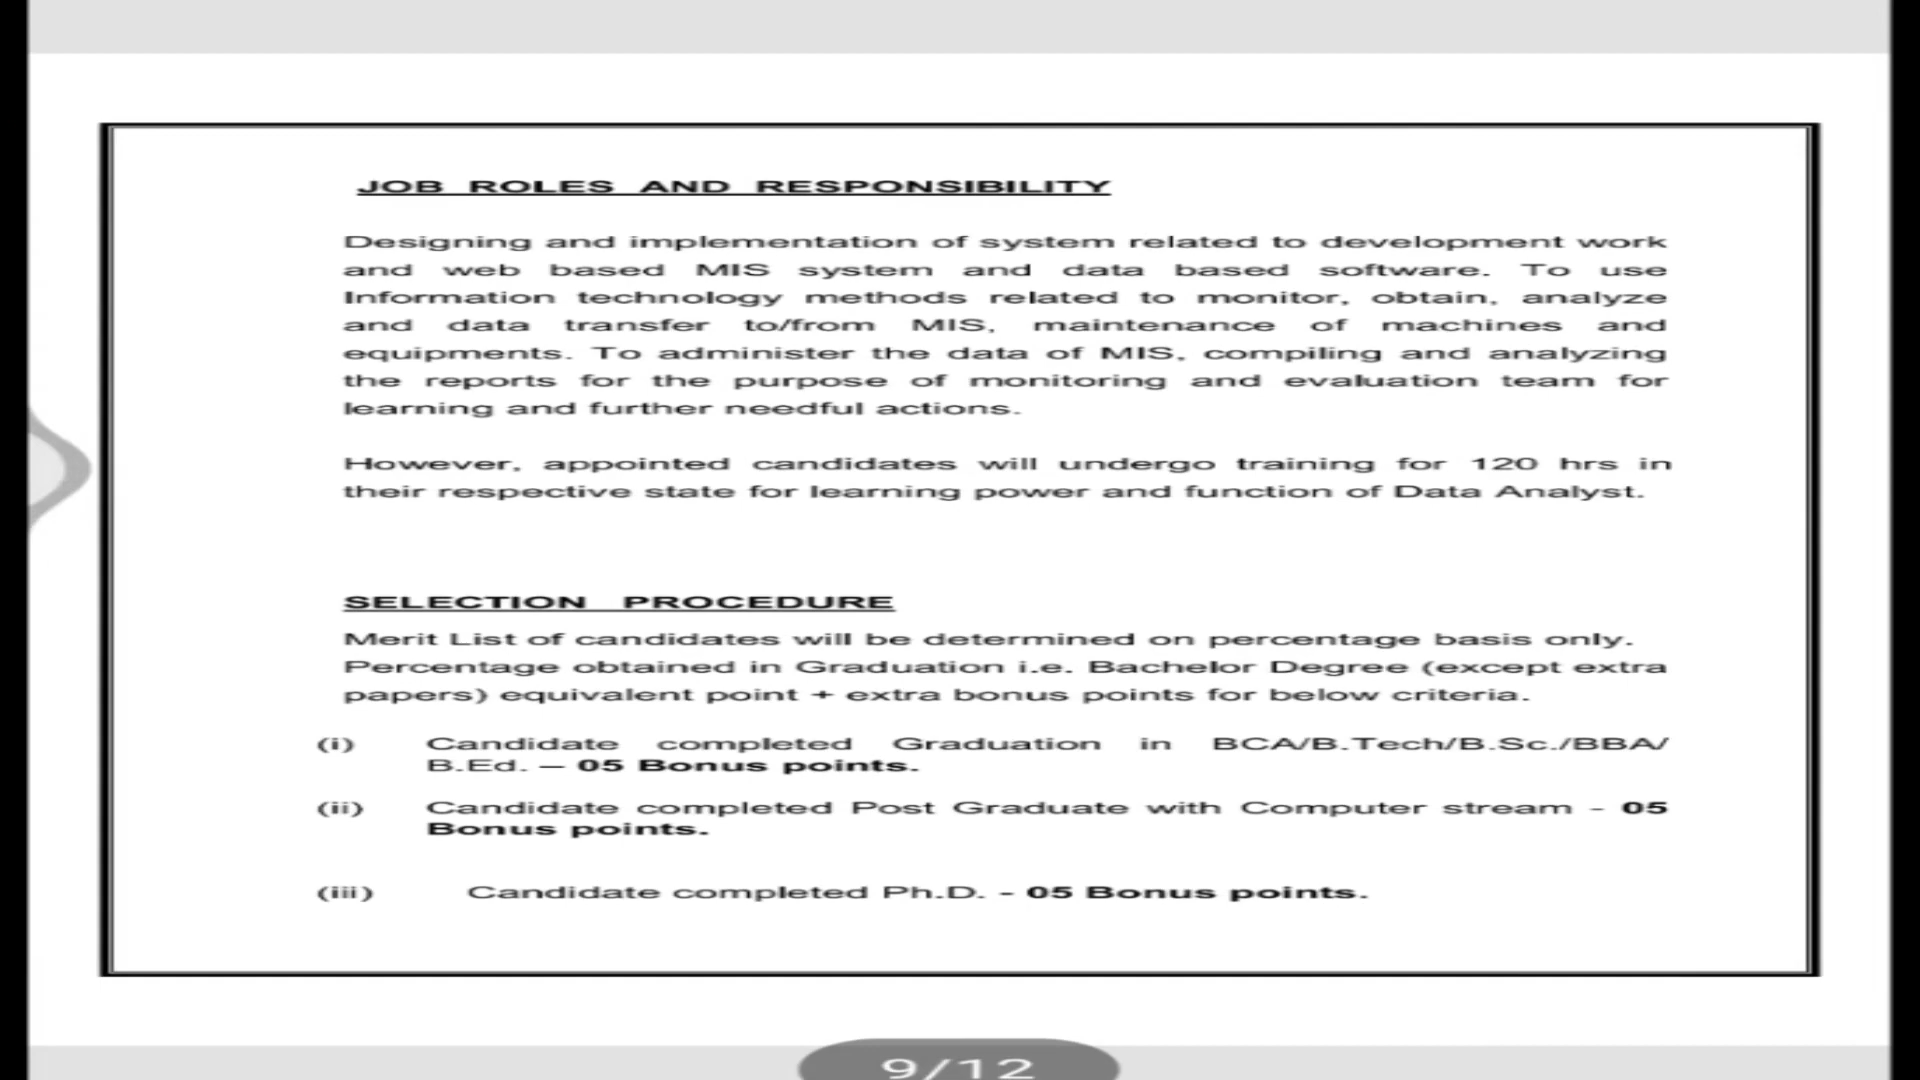 JOB ROLES AND RESPONSIBILITY
Designing and implementation of system related to development work
and web based MIS system and data based software. To use
Information technology methods related to monitor, obtain, analyze
and data transfer to/from MIS, maintenance of machines and
equipments. To administer the data of MIS, compiling and analyzing
the reports for the purpose of monitoring and evaluation team for
learning and further needful actions.
However, appointed candidates will undergo training for 120 hrs in
their respective state for learning power and function of Data Analyst.
SELECTION PROCEDURE
Merit List of candidates will be determined on percentage basis only.
Percentage obtained in Graduation i.e. Bachelor Degree (except extra
papers) equivalent point + extra bonus points for below criteria.
(i) Candidate completed Graduation in BCA/B.Tech/B.Sc./BBA/
B.Ed. – 05 Bonus points.
(ii) Candidate completed Post Graduate with Computer stream - 05
Bonus points.
(iii) Candidate completed Ph.D. - 05 Bonus points.
9/12